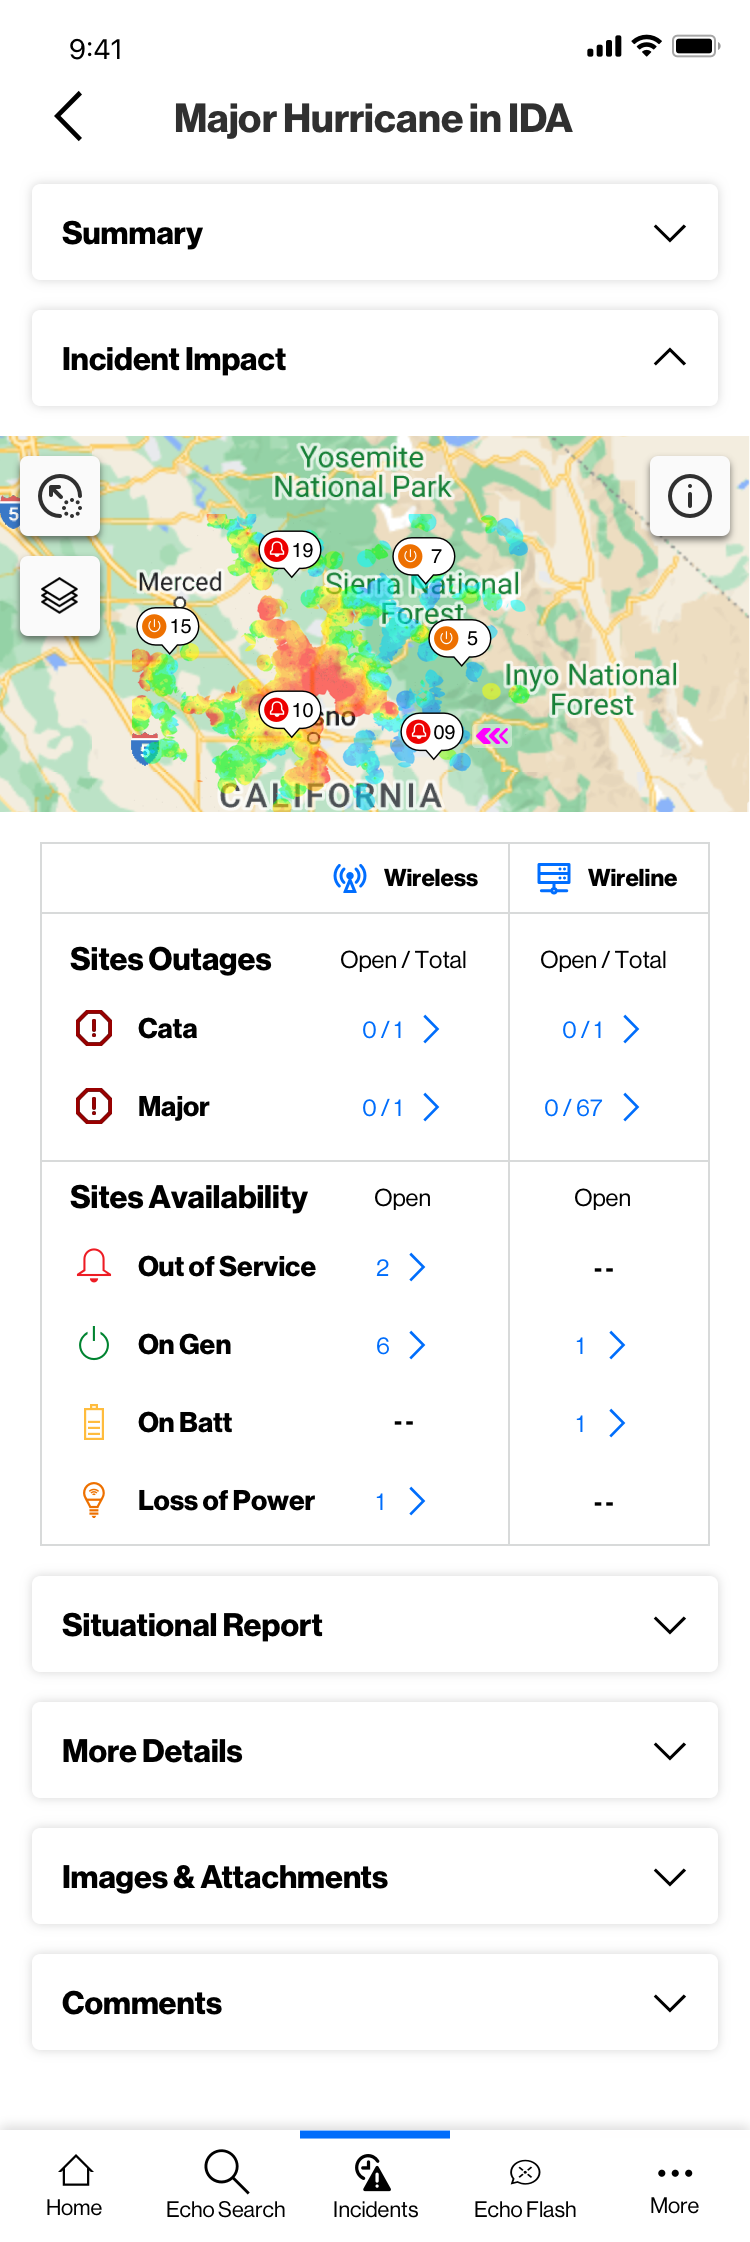 9:41
Major Hurricane in IDA
Summary
Incident Impact
Yosemite
National Park
5
19
7
Merced
Sierra National
Forest
15
5
Inyo National
Forest
10
sno
09
5
CALIFORNIA
Wireless
Wireline
Sites Outages
Open / Total
Open / Total
Cata
0 / 1
0 / 1
Major
0 / 1
0 / 67
Sites Availability
Open
Open
Out of Service
2
--
On Gen
6
1
On Batt
--
1
Loss of Power
1
--
Situational Report
More Details
Images & Attachments
Comments
Home
Echo Search
Incidents
Echo Flash
More